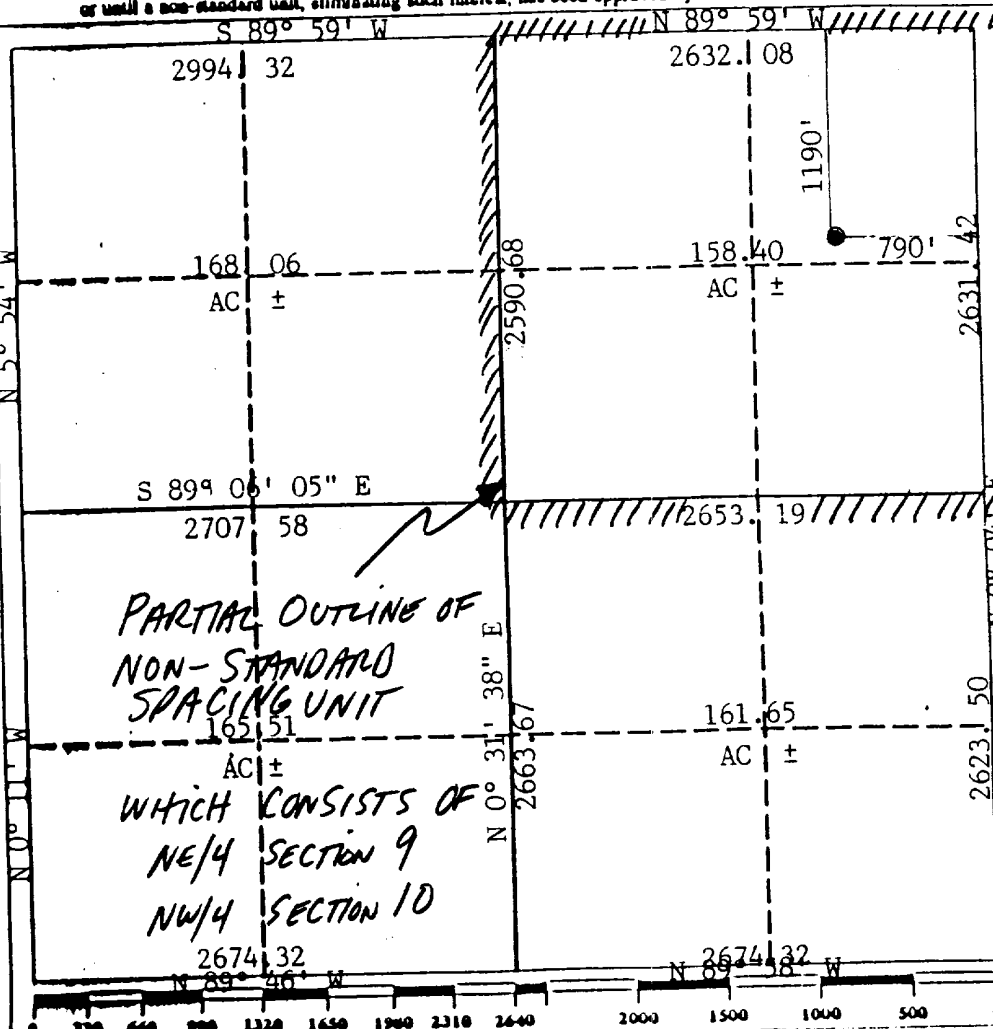 S 89° 59' W
N 89° 59' W
2994. 32
2632. 08
1190'
790'
168 06
AC ±
158.40
AC ±
2590.68
2631. 42
N 5° 54' W
S 89° 06' 05" E
2707 58
2653. 19
PARTIAL OUTLINE OF
NON-STANDARD
SPACING UNIT
165 51
AC ±
WHICH CONSISTS OF
NE/4 SECTION 9
NW/4 SECTION 10
N 0° 31' 38" E
2663.67
161.65
AC ±
2623. 50
N 0° 11' W
2674.32
N 89° 46' W
2674.32
N 89° 58' W
0 330 660 990 1320 1650 1980 2310 2640 2000 1500 1000 500